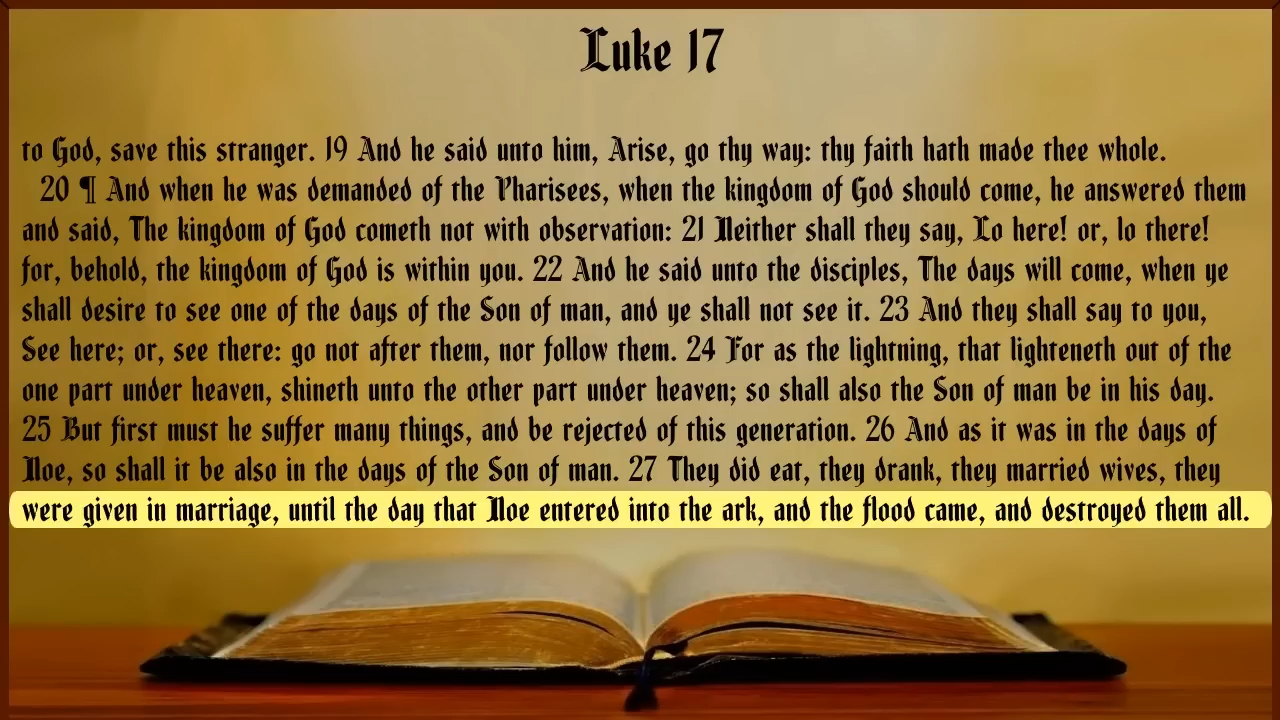 Luke 17
to God, save this stranger. 19 And he said unto him, Arise, go thy way: thy faith hath made thee whole.
20 ¶ And when he was demanded of the Pharisees, when the kingdom of God should come, he answered them
and said, The kingdom of God cometh not with observation: 21 Neither shall they say, Lo here! or, lo there!
for, behold, the kingdom of God is within you. 22 And he said unto the disciples, The days will come, when ye
shall desire to see one of the days of the Son of man, and ye shall not see it. 23 And they shall say to you,
See here; or, see there: go not after them, nor follow them. 24 For as the lightning, that lighteneth out of the
one part under heaven, shineth unto the other part under heaven; so shall also the Son of man be in his day.
25 But first must he suffer many things, and be rejected of this generation. 26 And as it was in the days of
Noe, so shall it be also in the days of the Son of man. 27 They did eat, they drank, they married wives, they
were given in marriage, until the day that Noe entered into the ark, and the flood came, and destroyed them all.